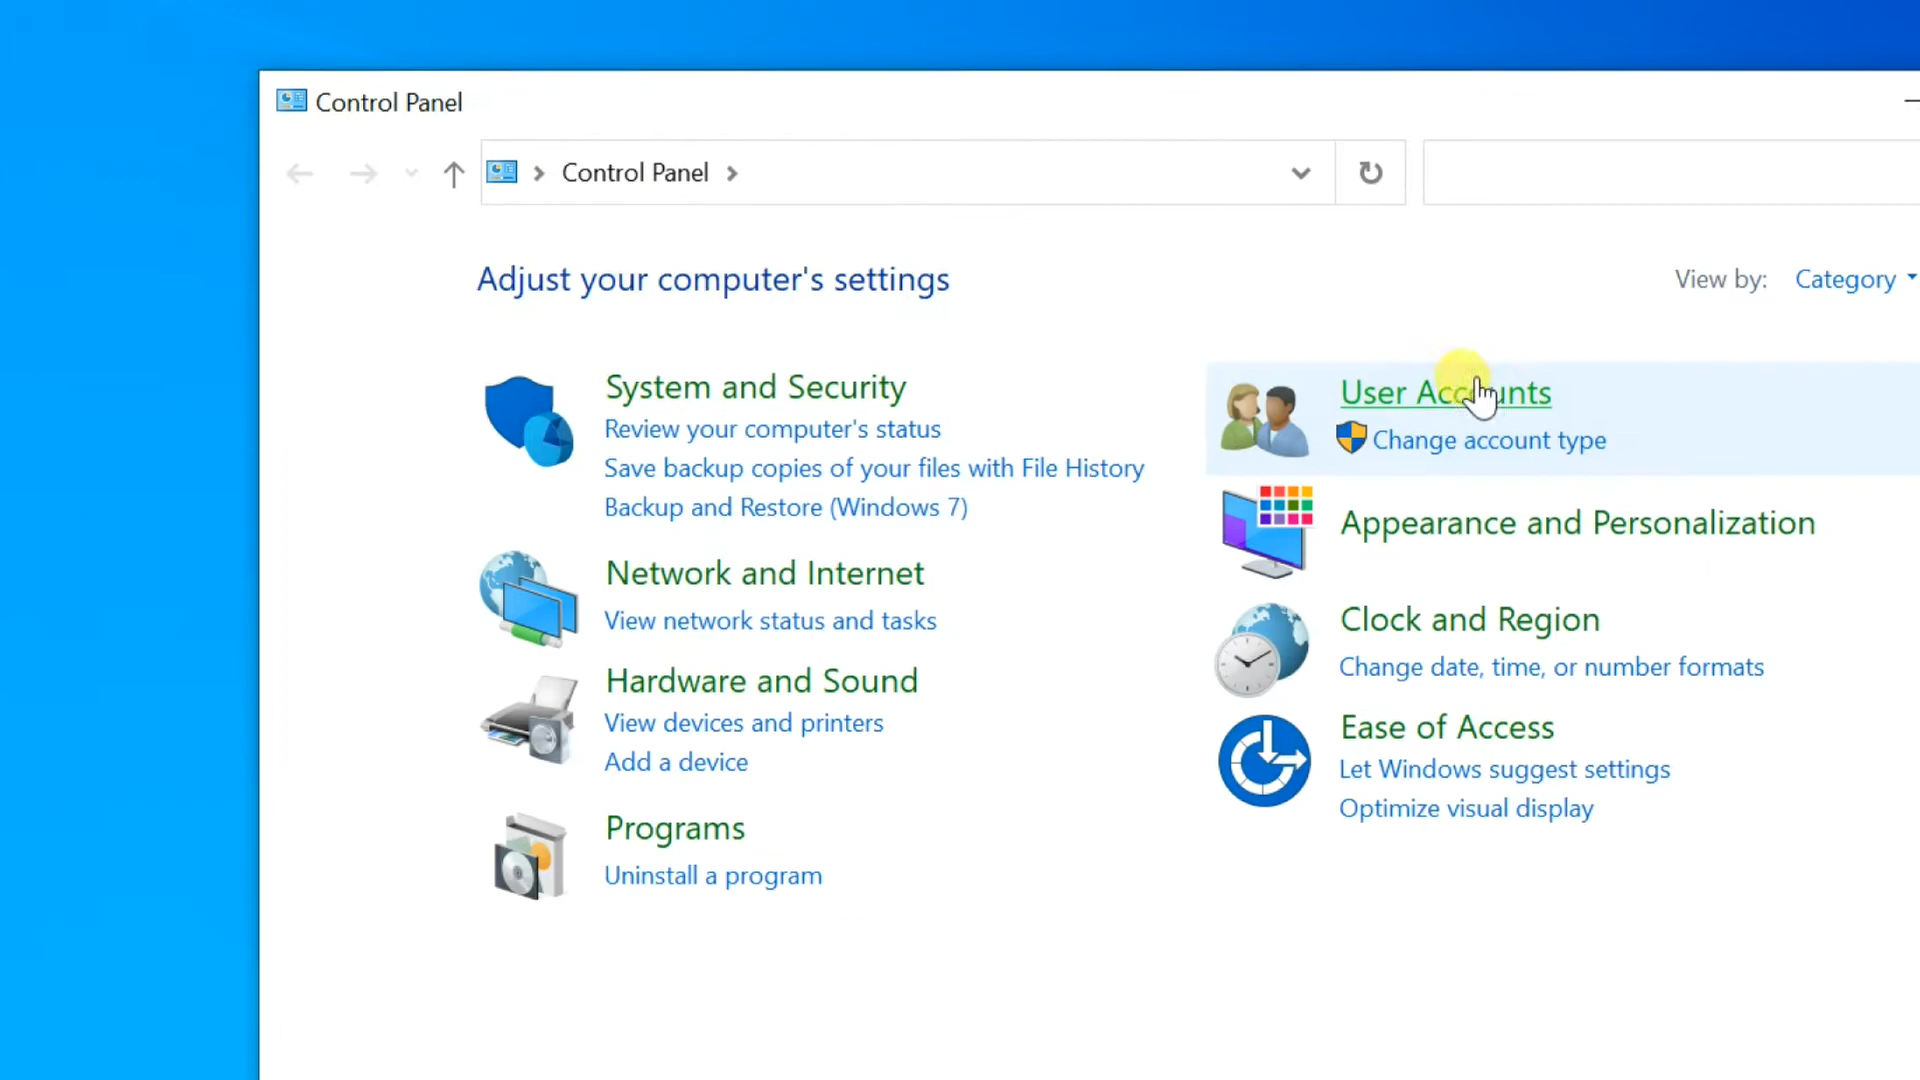 Control Panel
Control Panel
Adjust your computer's settings
View by: Category
System and Security
Review your computer's status
Save backup copies of your files with File History
Backup and Restore (Windows 7)
Network and Internet
View network status and tasks
Hardware and Sound
View devices and printers
Add a device
Programs
Uninstall a program
User Accounts
Change account type
Appearance and Personalization
Clock and Region
Change date, time, or number formats
Ease of Access
Let Windows suggest settings
Optimize visual display